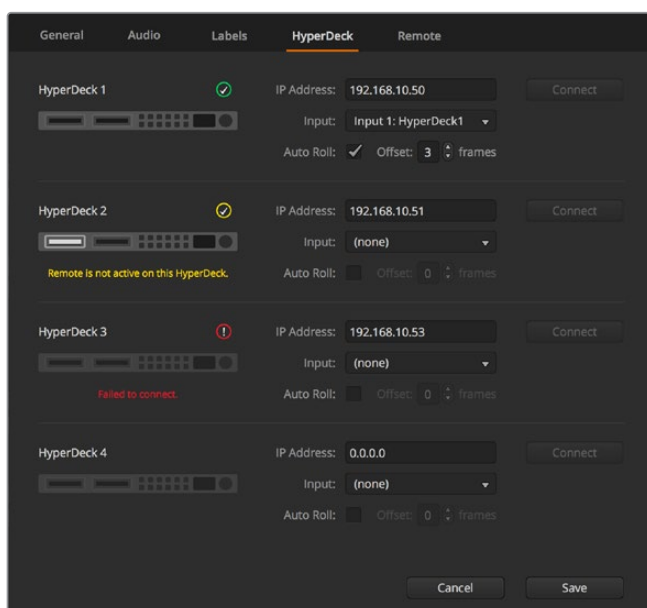 General Audio Labels HyperDeck Remote
HyperDeck 1 IP Address: 192.168.10.50 Connect
Input: Input 1: HyperDeck1
Auto Roll: Offset: 3 frames
HyperDeck 2 IP Address: 192.168.10.51 Connect
Input: (none)
Remote is not active on this HyperDeck. Auto Roll: Offset: 0 frames
HyperDeck 3 IP Address: 192.168.10.53 Connect
Input: (none)
Failed to connect. Auto Roll: Offset: 0 frames
HyperDeck 4 IP Address: 0.0.0.0 Connect
Input: (none)
Auto Roll: Offset: 0 frames
Cancel Save